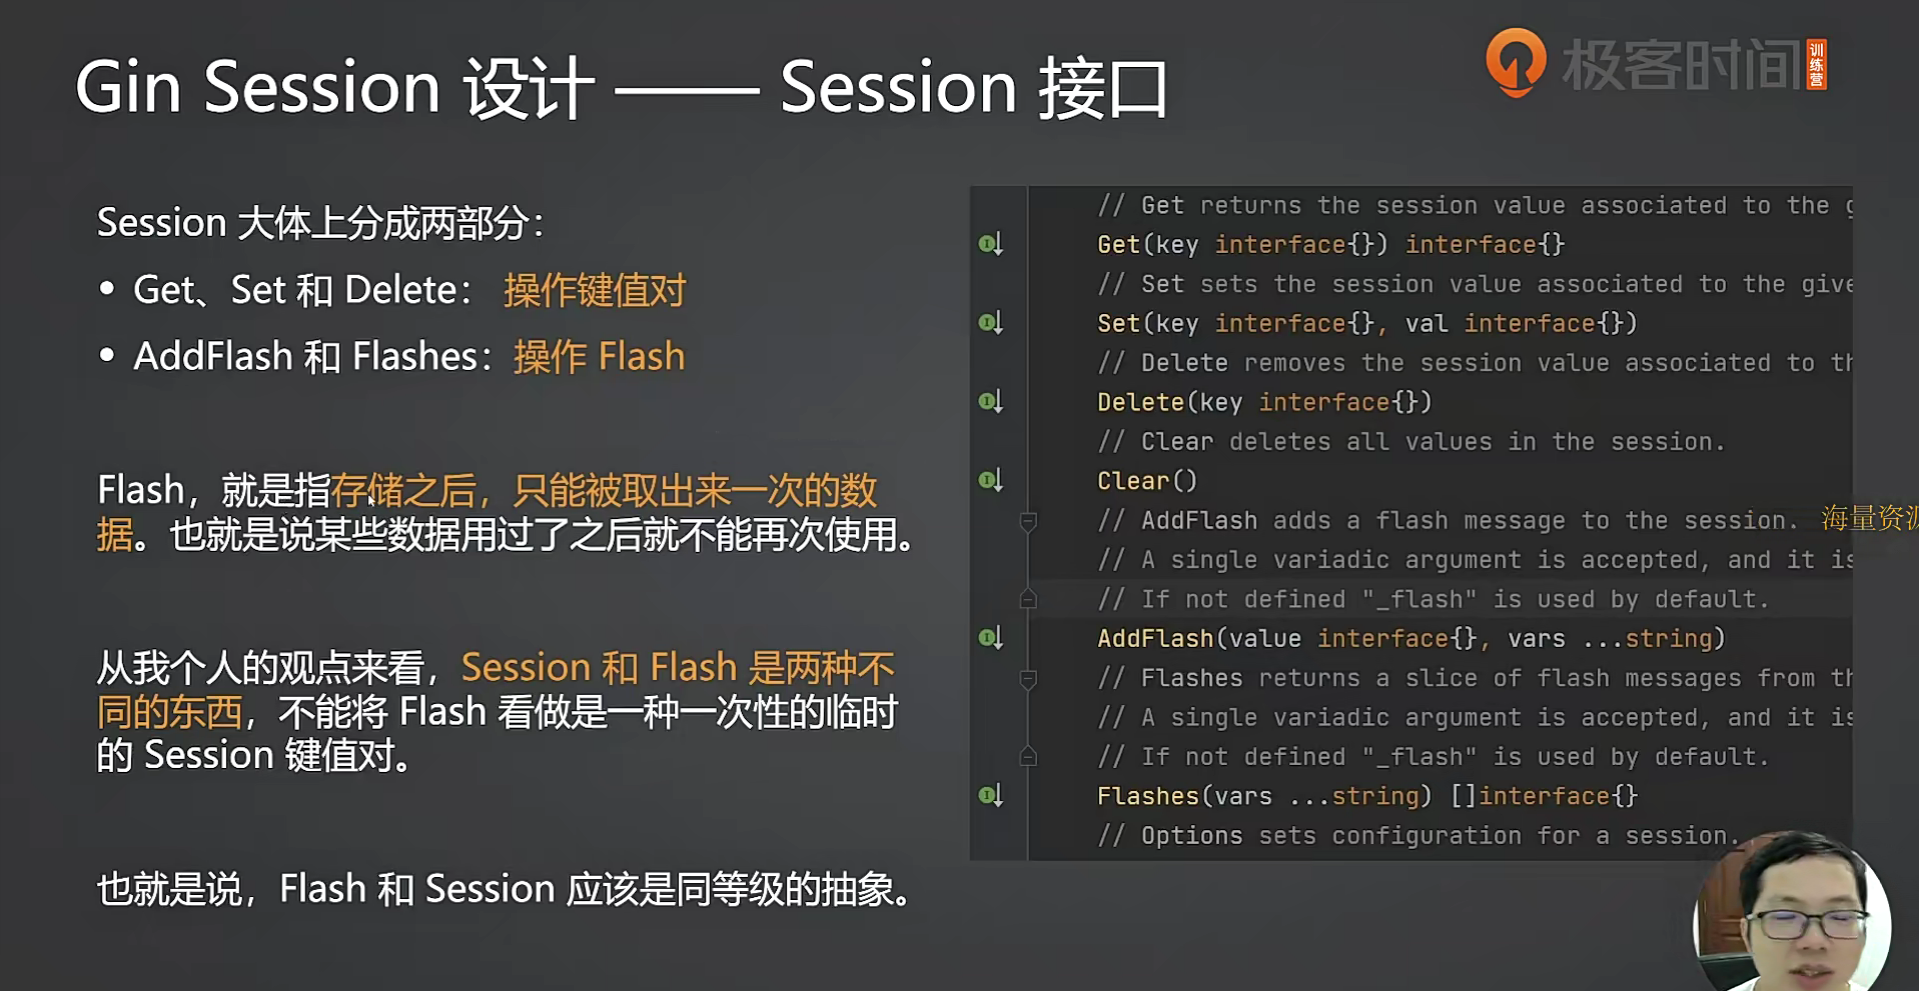 Gin Session 设计 —— Session 接口
极客时间
训练营
Session 大体上分成两部分：
• Get、Set 和 Delete： 操作键值对
• AddFlash 和 Flashes：操作 Flash
Flash，就是指存储之后，只能被取出来一次的数
据。也就是说某些数据用过了之后就不能再次使用。
从我个人的观点来看，Session 和 Flash 是两种不
同的东西，不能将 Flash 看做是一种一次性的临时
的 Session 键值对。
也就是说，Flash 和 Session 应该是同等级的抽象。
// Get returns the session value associated to the
Get(key interface{}) interface{}
// Set sets the session value associated to the give
Set(key interface{}, val interface{})
// Delete removes the session value associated to th
Delete(key interface{})
// Clear deletes all values in the session.
Clear()
// AddFlash adds a flash message to the session.
// A single variadic argument is accepted, and it is
// If not defined "_flash" is used by default.
AddFlash(value interface{}, vars ...string)
// Flashes returns a slice of flash messages from th
// A single variadic argument is accepted, and it is
// If not defined "_flash" is used by default.
Flashes(vars ...string) []interface{}
// Options sets configuration for a session.
海量资源